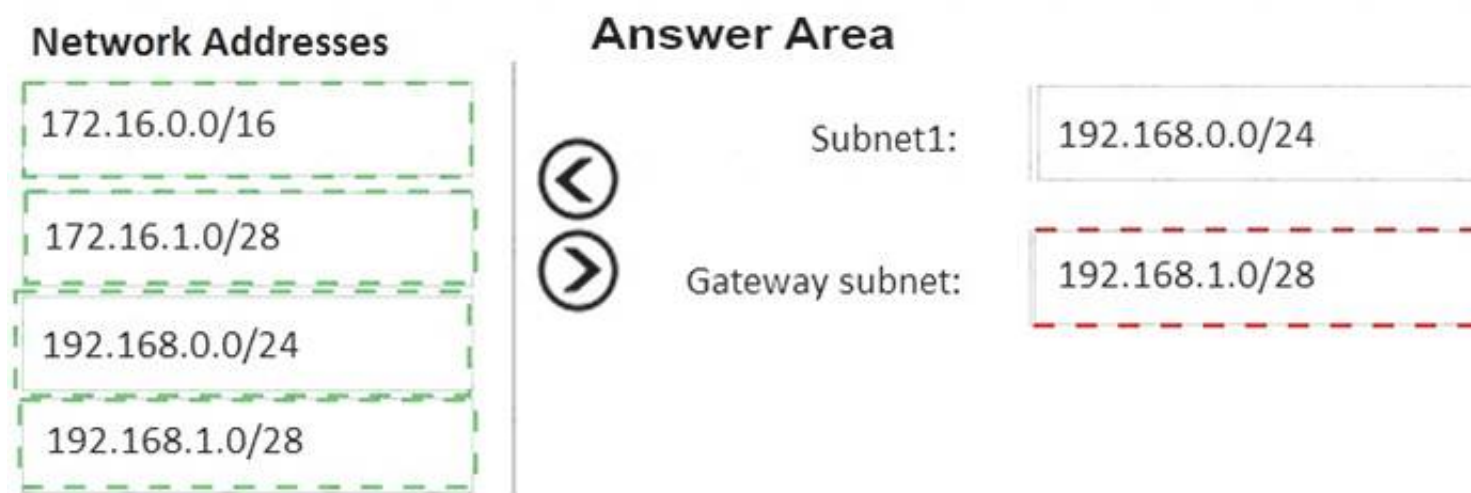 Network Addresses
172.16.0.0/16
172.16.1.0/28
192.168.0.0/24
192.168.1.0/28
Answer Area
Subnet1:
192.168.0.0/24
Gateway subnet:
192.168.1.0/28